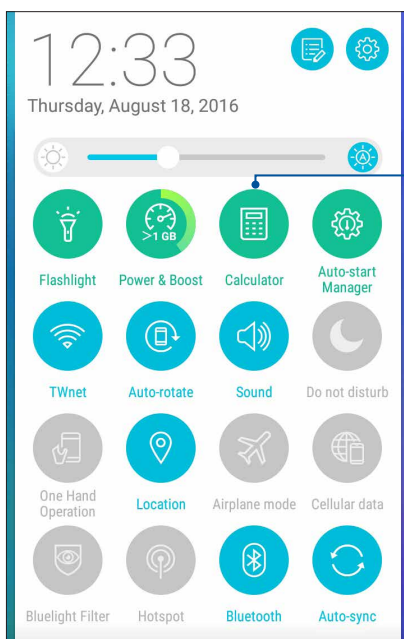 12:33
Thursday, August 18, 2016
A
>1 GB
Flashlight
Power & Boost
Calculator
Auto-start
Manager
TWnet
Auto-rotate
Sound
Do not disturb
One Hand
Operation
Location
Airplane mode
Cellular data
Bluelight Filter
Hotspot
Bluetooth
Auto-sync